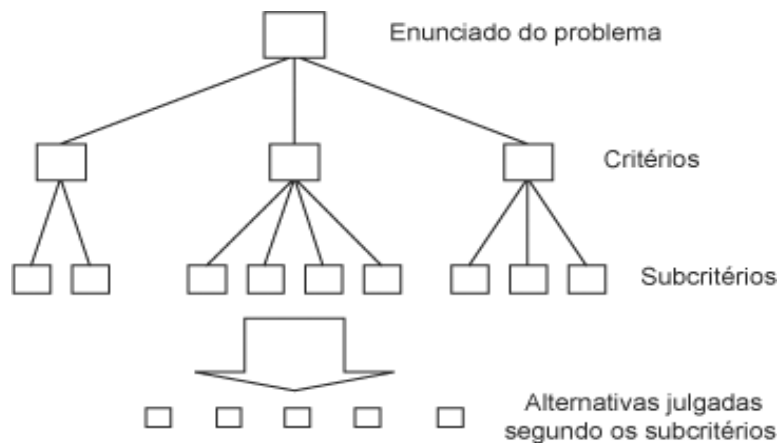 Enunciado do problema
Critérios
Subcritérios
Alternativas julgadas
segundo os subcritérios